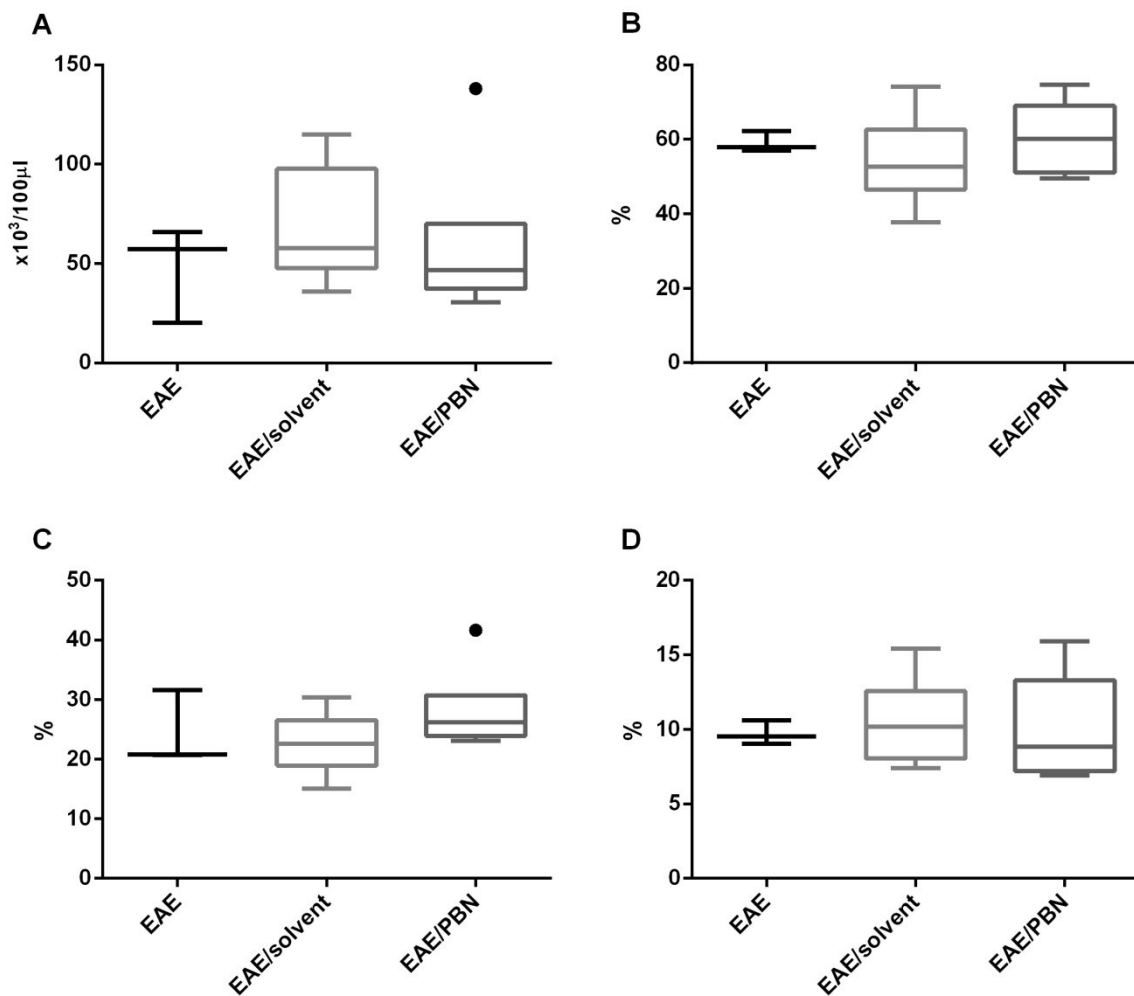 A
150
100
50
0
x10³/100µl
EAE
EAE/solvent
EAE/PBN
B
80
60
40
20
0
%
EAE
EAE/solvent
EAE/PBN
C
50
40
30
20
10
0
%
EAE
EAE/solvent
EAE/PBN
D
20
15
10
5
0
%
EAE
EAE/solvent
EAE/PBN